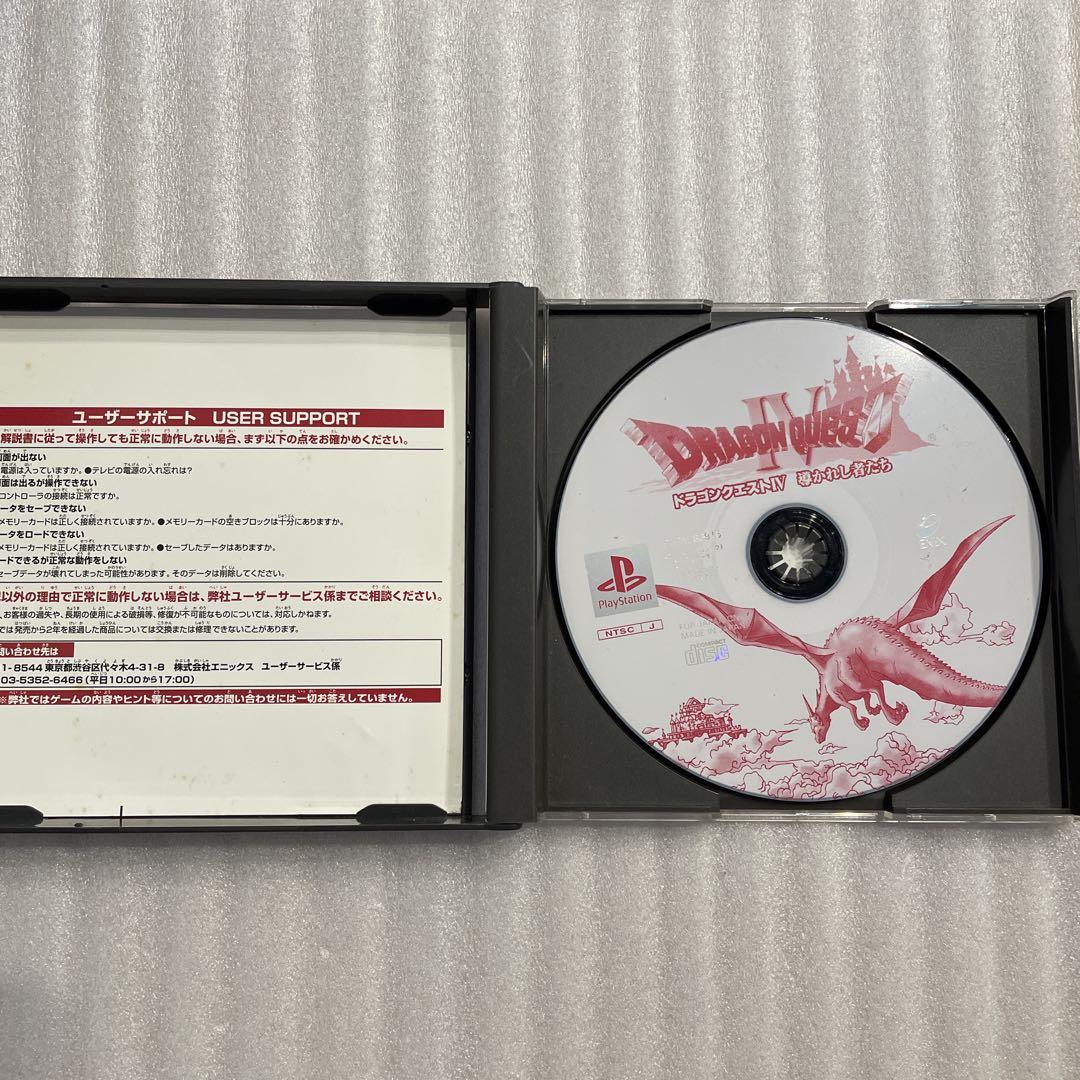 ユーザーサポート USER SUPPORT
解説書に従って操作しても正常に動作しない場合、まず以下の点をお確かめください。
画面が出ない
電源は入っていますか。●テレビの電源の入れ忘れは?
画面は出るが操作できない
コントローラの接続は正常ですか。
ータをセーブできない
メモリーカードは正しく接続されていますか。●メモリーカードの空きブロックは十分にありますか。
ータをロードできない
メモリーカードは正しく接続されていますか。●セーブしたデータはありますか。
ードできるが正常な動作をしない
セーブデータが壊れてしまった可能性があります。そのデータは削除してください。
以外の理由で正常に動作しない場合は、弊社ユーザーサービス係までご相談ください。
、お客様の過失や、長期の使用による破損等、修復が不可能なものについては、対応しかねます。
では発売から2年を経過した商品については交換または修理できないことがあります。
問い合わせ先は
1-8544 東京都渋谷区代々木4-31-8 株式会社エニックス ユーザーサービス係
03-5352-6466(平日10:00から17:00)
※弊社ではゲームの内容やヒント等についてのお問い合わせには一切お答えしていません。
DRAGON QUEST IV
ドラゴンクエストIV 導かれし者たち
PlayStation
NTSC J
COMPACT
disc